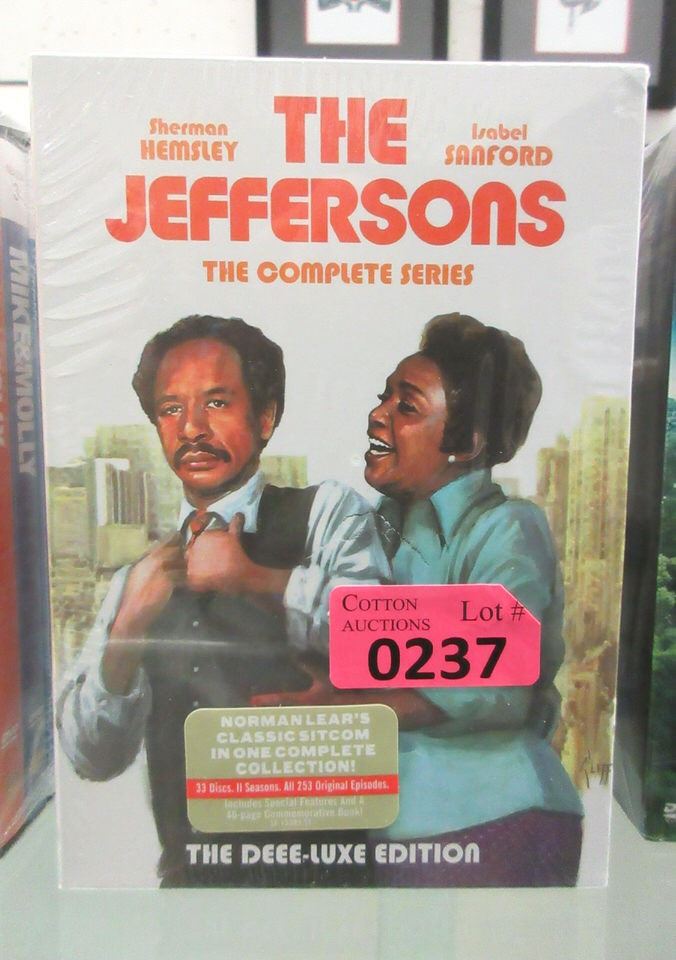 Sherman
HEMSLEY
THE
Isabel
SANFORD
JEFFERSONS
THE COMPLETE SERIES
MIKE&MOLLY
COTTON
AUCTIONS
Lot #
0237
NORMAN LEAR'S
CLASSIC SITCOM
IN ONE COMPLETE
COLLECTION!
33 Discs. 11 Seasons. All 253 Original Episodes.
Includes Special Features And A
40-page Commemorative Book!
THE DEEE-LUXE EDITION